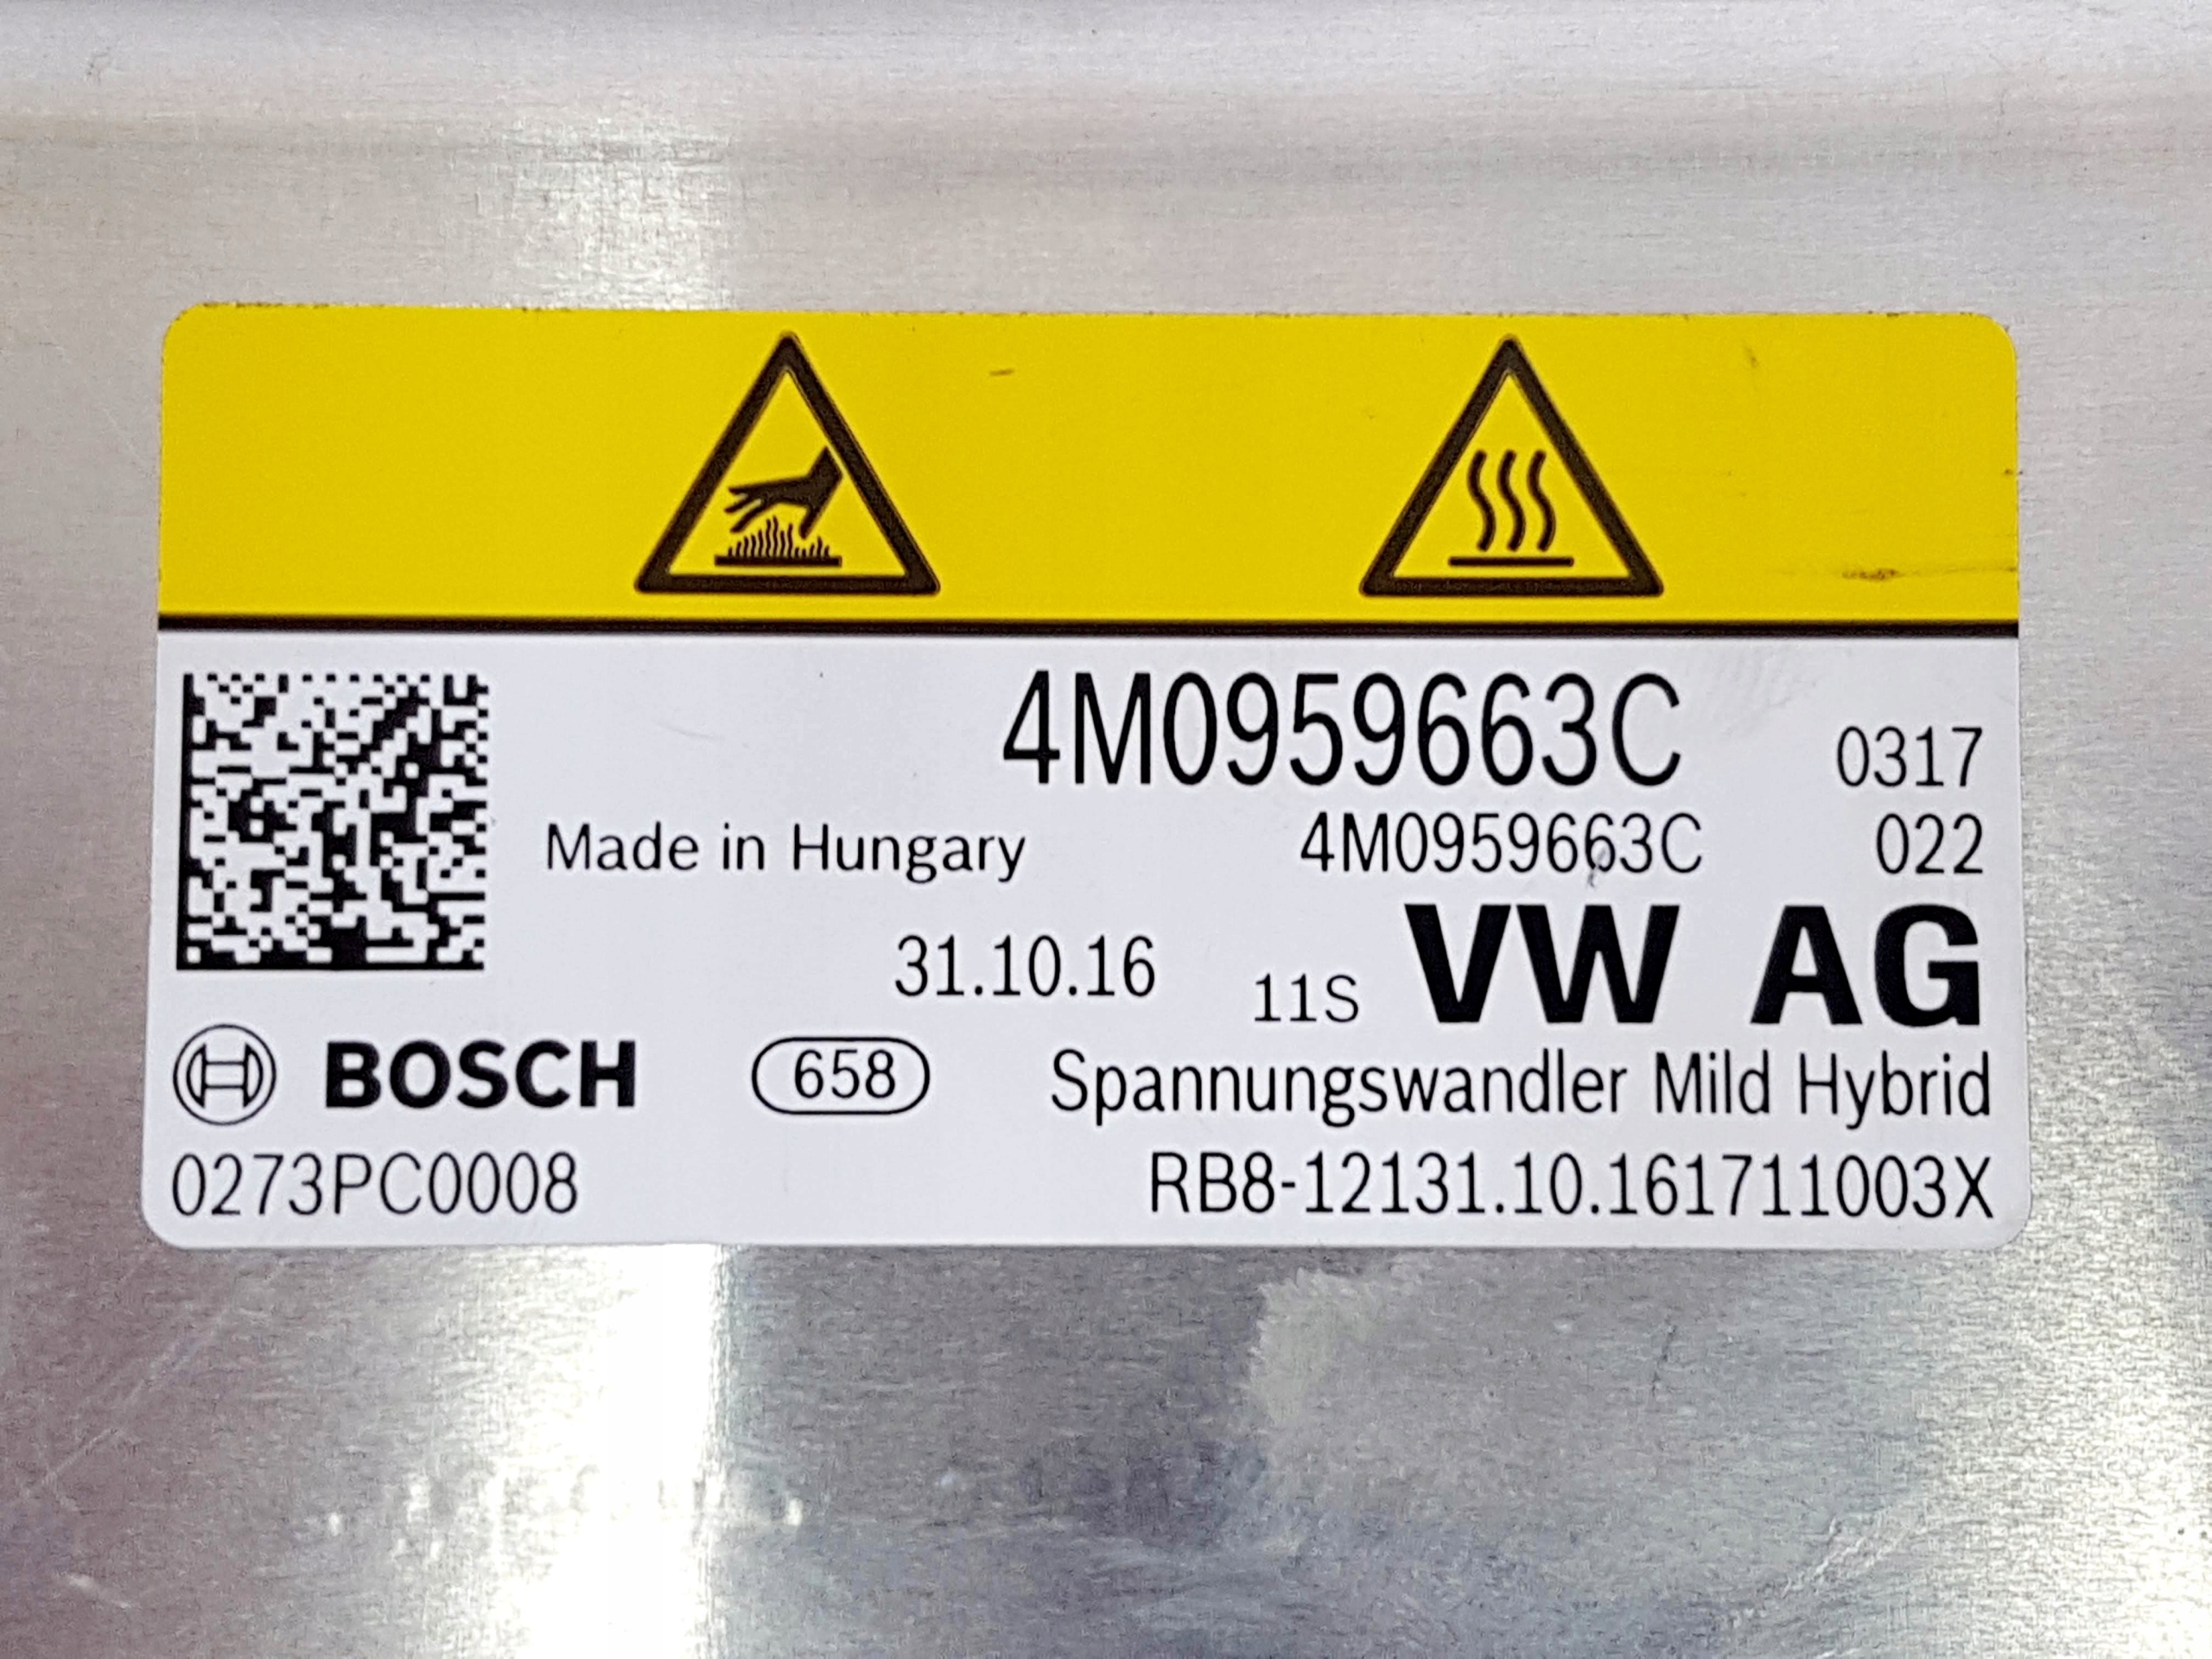 4M0959663C 0317
Made in Hungary 4M0959663C 022
31.10.16 11S VW AG
BOSCH 658 Spannungswandler Mild Hybrid
0273PC0008 RB8-12131.10.161711003X